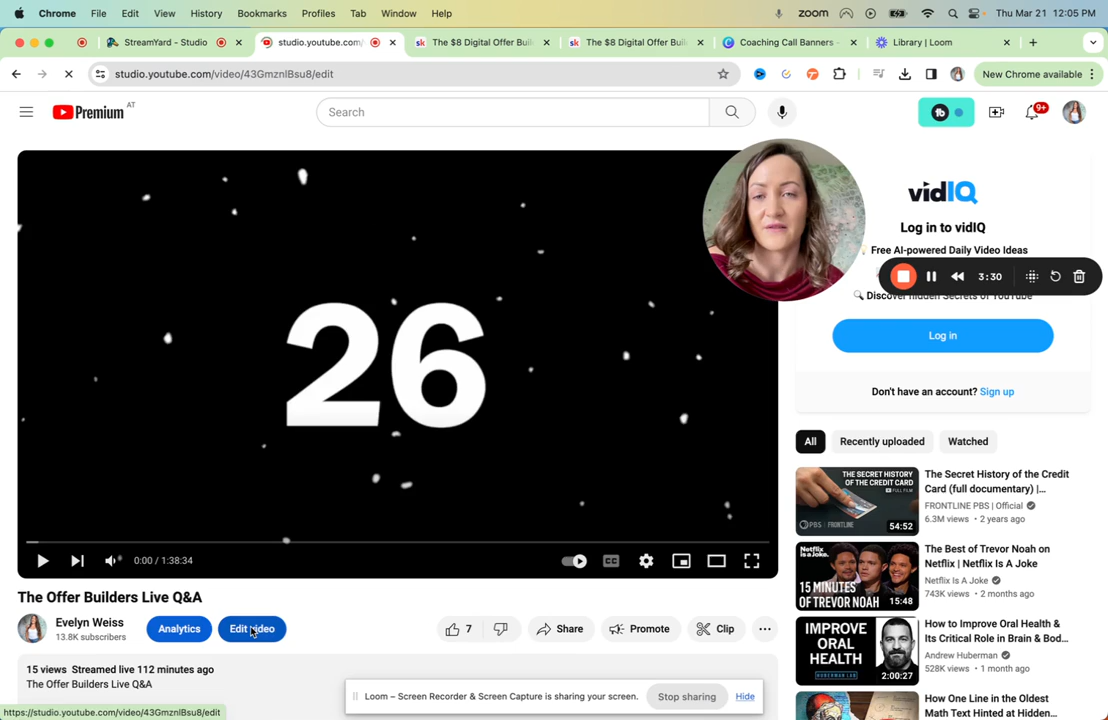 Chrome File Edit View History Bookmarks Profiles Tab Window Help
zoom Thu Mar 21 12:05 PM
StreamYard - Studio
studio.youtube.com/
The $8 Digital Offer Buil
The $8 Digital Offer Buil
Coaching Call Banners -
Library | Loom
studio.youtube.com/video/43GmznlBsu8/edit
New Chrome available
Premium AT
Search
9+
26
vidIQ
Log in to vidIQ
Free AI-powered Daily Video Ideas
3:30
Discover hidden Secrets of YouTube
Log in
Don't have an account? Sign up
0:00 / 1:38:34
All Recently uploaded Watched
THE SECRET HISTORY OF THE CREDIT CARD
FULL FILM
PBS | FRONTLINE
54:52
The Secret History of the Credit
Card (full documentary) |...
FRONTLINE PBS | Official
6.3M views • 2 years ago
Netflix is A Joke
15 MINUTES
OF TREVOR NOAH
15:48
The Best of Trevor Noah on
Netflix | Netflix Is A Joke
Netflix Is A Joke
743K views • 2 months ago
The Offer Builders Live Q&A
Evelyn Weiss
13.8K subscribers
Analytics
Edit video
7
Share
Promote
Clip
IMPROVE
ORAL
HEALTH
HUBERMAN LAB
2:00:27
How to Improve Oral Health &
Its Critical Role in Brain & Bod...
Andrew Huberman
528K views • 1 month ago
15 views Streamed live 112 minutes ago
The Offer Builders Live Q&A
Loom – Screen Recorder & Screen Capture is sharing your screen.
Stop sharing
Hide
How One Line in the Oldest
Math Text Hinted at Hidden
https://studio.youtube.com/video/43GmznlBsu8/edit